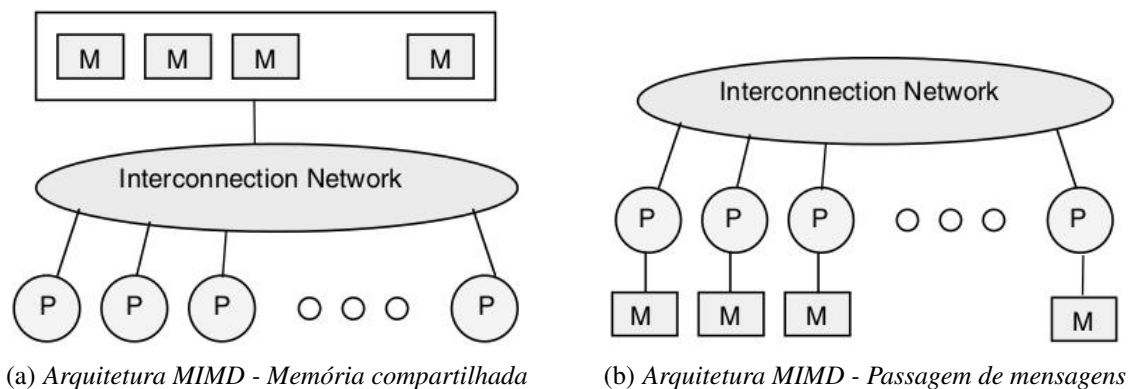 M M M M
Interconnection Network
P P P P
(a) Arquitetura MIMD - Memória compartilhada
Interconnection Network
P P P P
M M M M
(b) Arquitetura MIMD - Passagem de mensagens